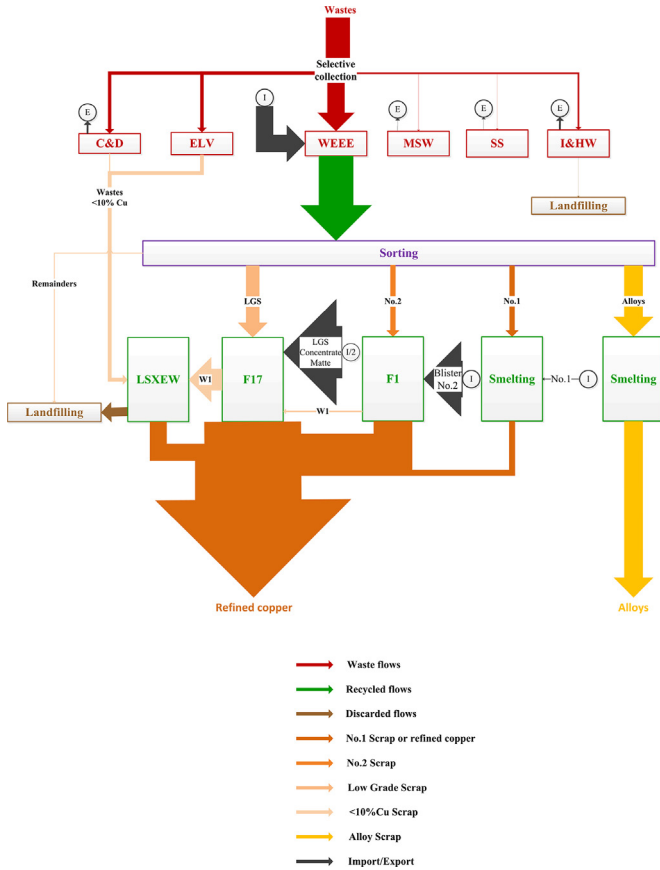 Wastes
Selective
collection
I
E
E
E
E
C&D
ELV
WEEE
MSW
SS
I&HW
Wastes
<10% Cu
Landfilling
Sorting
Remainders
LGS
No.2
No.1
Alloys
LSXEW
W1
F17
LGS
Concentrate
Matte
I/2
F1
Blister
No.2
I
Smelting
No.1
I
Smelting
Landfilling
W1
Refined copper
Alloys
Waste flows
Recycled flows
Discarded flows
No.1 Scrap or refined copper
No.2 Scrap
Low Grade Scrap
<10%Cu Scrap
Alloy Scrap
Import/Export